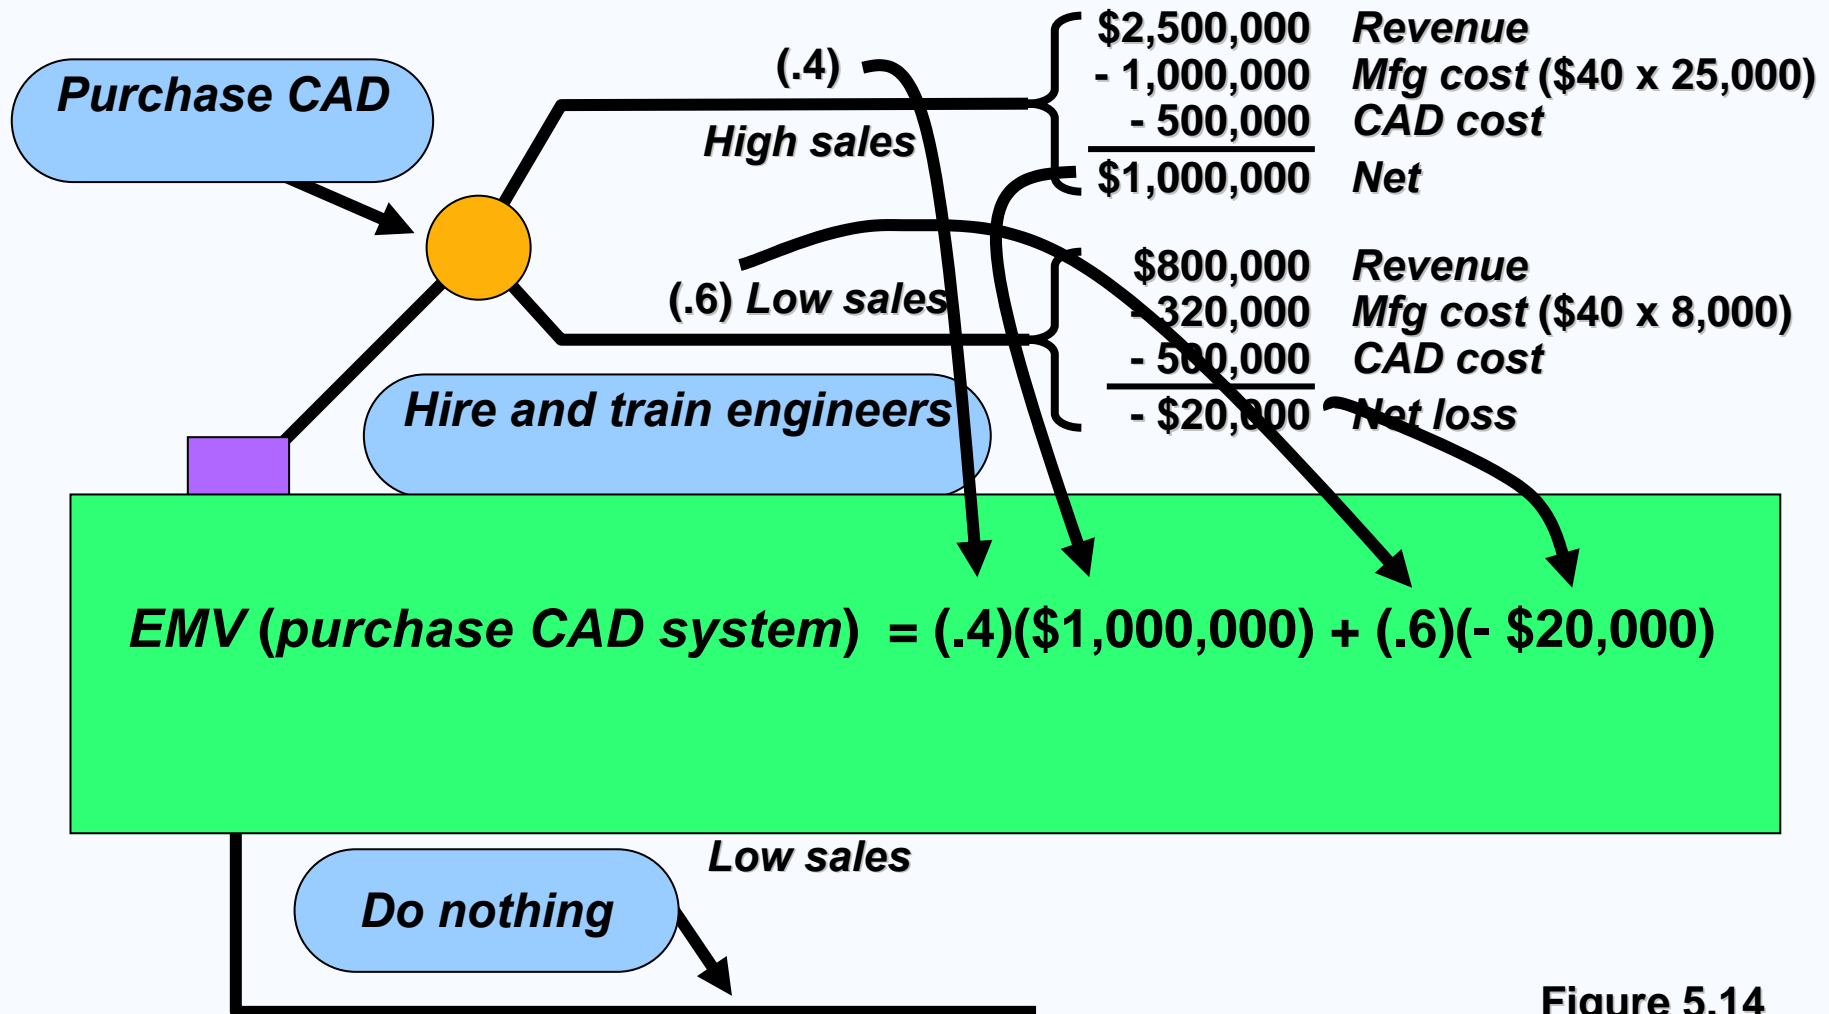 Purchase CAD
(.4)
High sales
$2,500,000 Revenue
- 1,000,000 Mfg cost ($40 x 25,000)
- 500,000 CAD cost
$1,000,000 Net
(.6) Low sales
$800,000 Revenue
- 320,000 Mfg cost ($40 x 8,000)
- 500,000 CAD cost
- $20,000 Net loss
Hire and train engineers
EMV (purchase CAD system) = (.4)($1,000,000) + (.6)(- $20,000)
Low sales
Do nothing
Figure 5.14